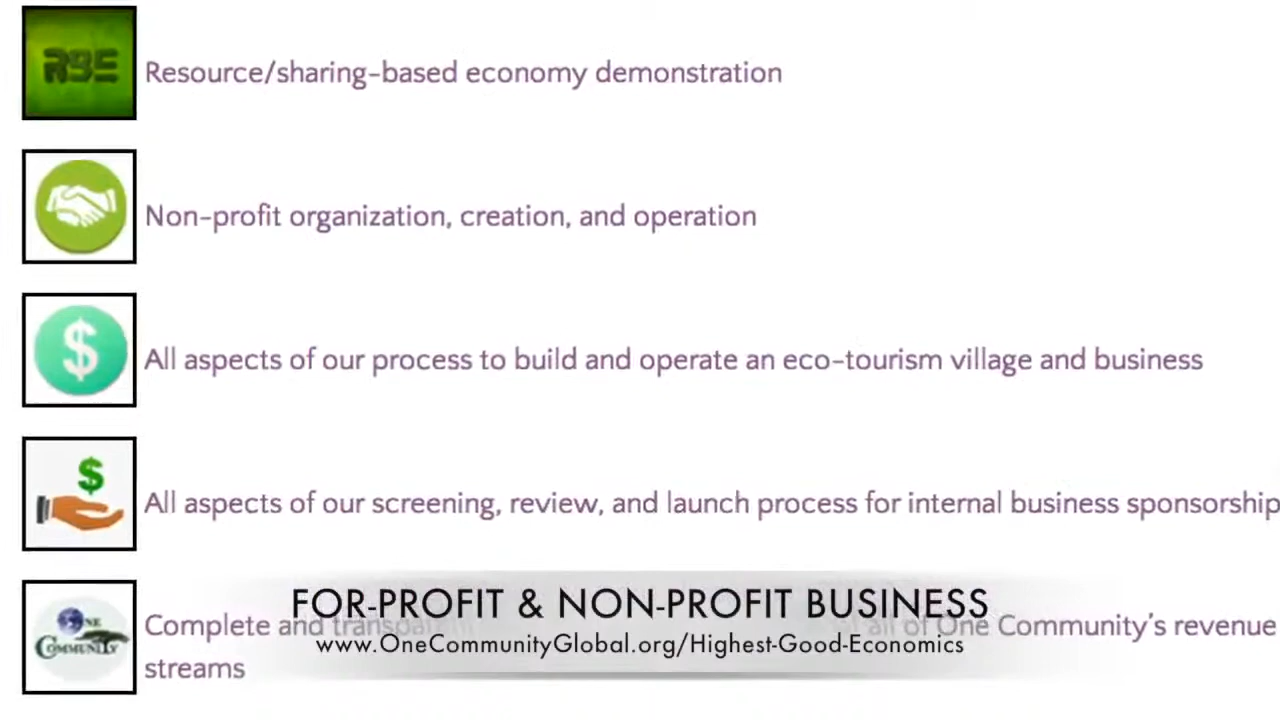 RBE
Resource/sharing-based economy demonstration
Non-profit organization, creation, and operation
$
All aspects of our process to build and operate an eco-tourism village and business
$
All aspects of our screening, review, and launch process for internal business sponsorship
ONE
COMMUNITY
Complete and transparent all of One Community's revenue
streams
FOR-PROFIT & NON-PROFIT BUSINESS
www.OneCommunityGlobal.org/Highest-Good-Economics